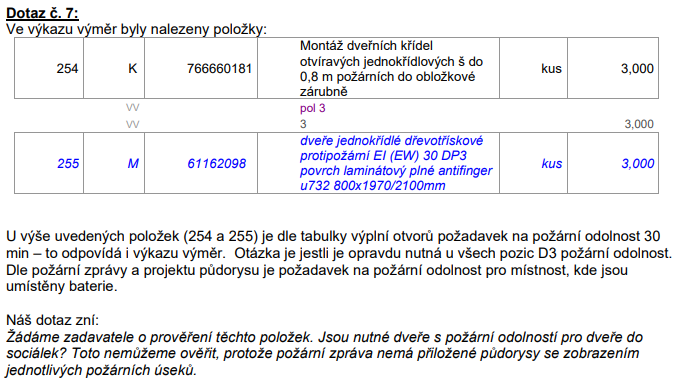 Dotaz č. 7:
Ve výkazu výměr byly nalezeny položky:
254 K 766660181 Montáž dveřních křídel
otvíravých jednokřídlových š do
0,8 m požárních do obložkové
zárubně kus 3,000
VV pol 3
VV 3 3,000
255 M 61162098 dveře jednokřídlé dřevotřískové
protipožární EI (EW) 30 DP3
povrch laminátový plné antifinger
u732 800x1970/2100mm kus 3,000
U výše uvedených položek (254 a 255) je dle tabulky výplní otvorů požadavek na požární odolnost 30
min – to odpovídá i výkazu výměr. Otázka je jestli je opravdu nutná u všech pozic D3 požární odolnost.
Dle požární zprávy a projektu půdorysu je požadavek na požární odolnost pro místnost, kde jsou
umístěny baterie.
Náš dotaz zní:
Žádáme zadavatele o prověření těchto položek. Jsou nutné dveře s požární odolností pro dveře do
sociálek? Toto nemůžeme ověřit, protože požární zpráva nemá přiložené půdorysy se zobrazením
jednotlivých požárních úseků.